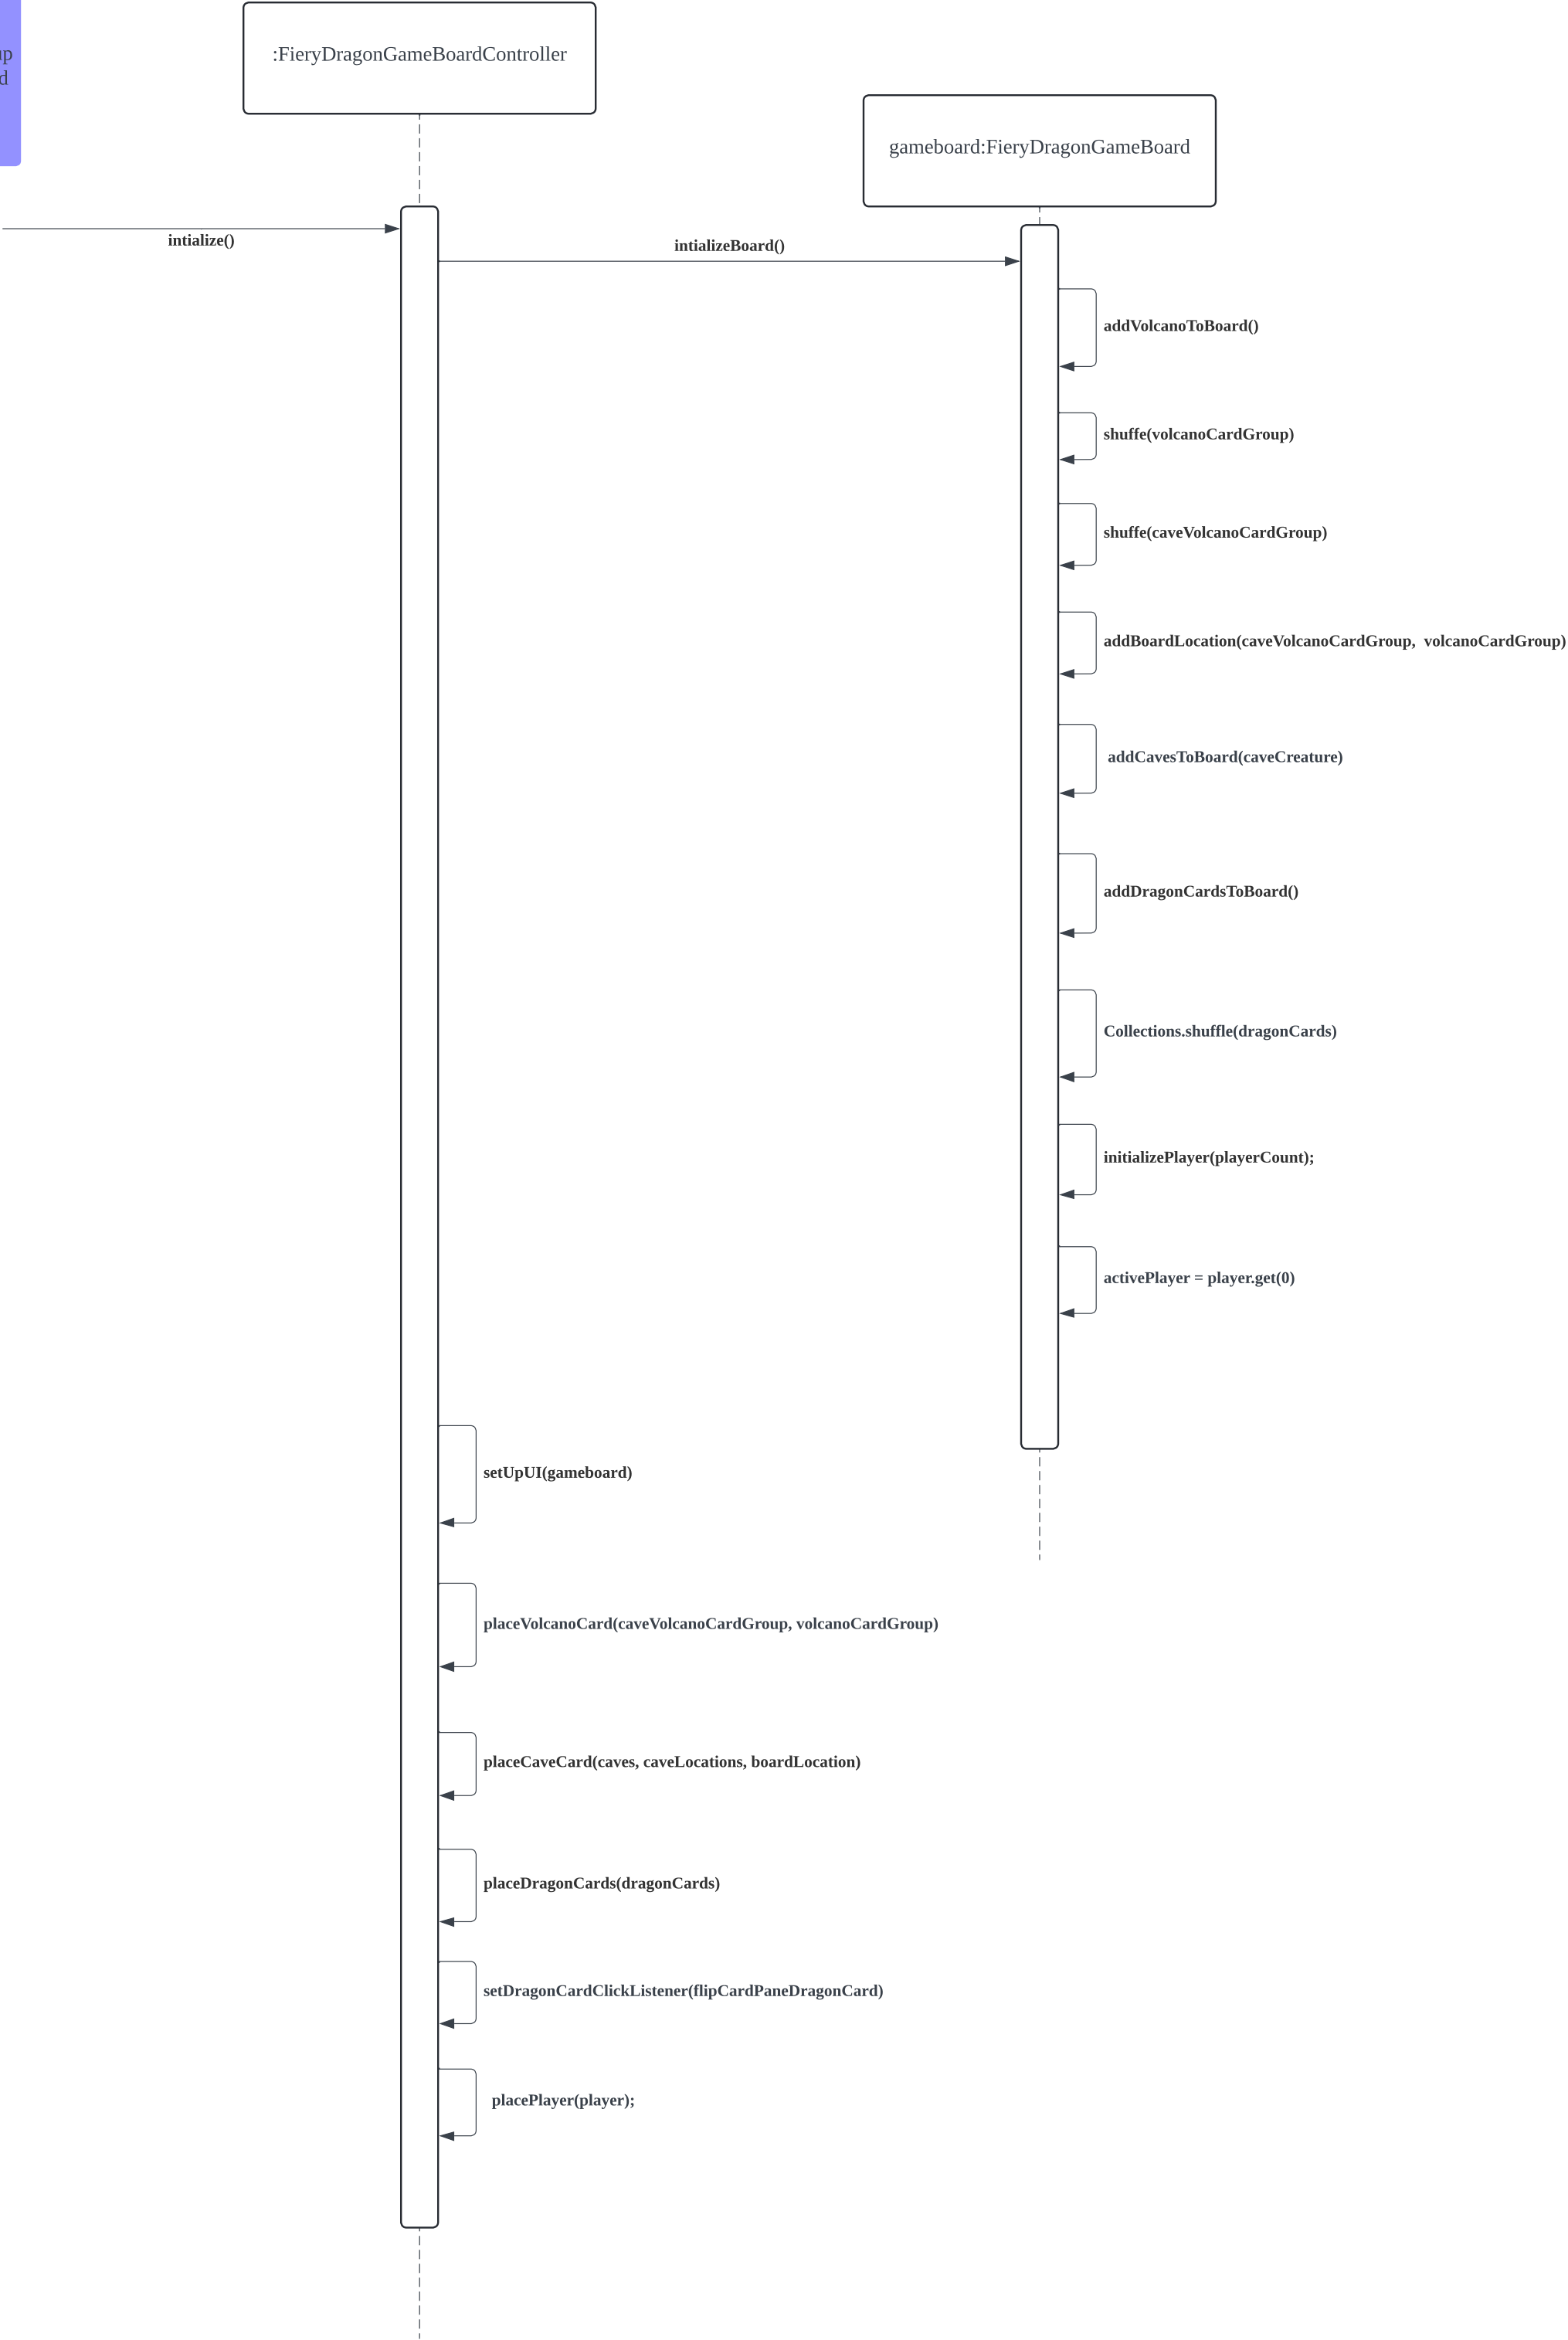 :FieryDragonGameBoardController
gameboard:FieryDragonGameBoard
intialize()
intializeBoard()
addVolcanoToBoard()
shuffe(volcanoCardGroup)
shuffe(caveVolcanoCardGroup)
addBoardLocation(caveVolcanoCardGroup, volcanoCardGroup)
addCavesToBoard(caveCreature)
addDragonCardsToBoard()
Collections.shuffle(dragonCards)
initializePlayer(playerCount);
activePlayer = player.get(0)
setUpUI(gameboard)
placeVolcanoCard(caveVolcanoCardGroup, volcanoCardGroup)
placeCaveCard(caves, caveLocations, boardLocation)
placeDragonCards(dragonCards)
setDragonCardClickListener(flipCardPaneDragonCard)
placePlayer(player);